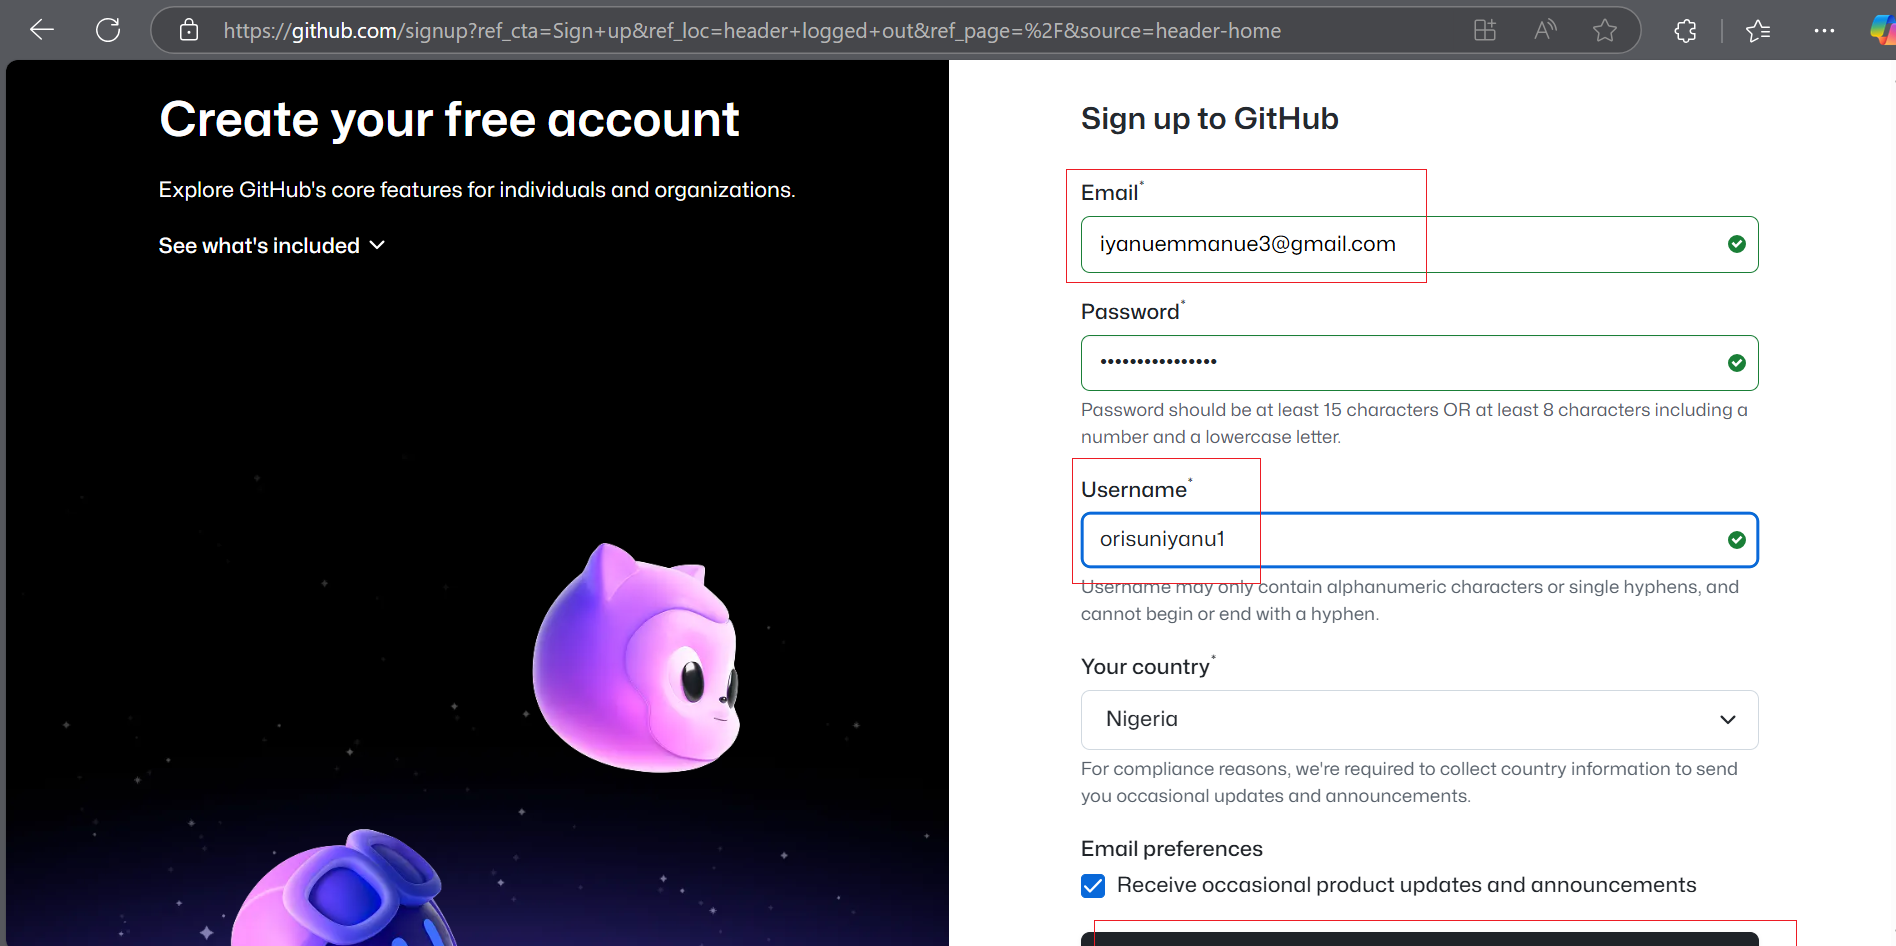 https://github.com/signup?ref_cta=Sign+up&ref_loc=header+logged+out&ref_page=%2F&source=header-home
Create your free account
Explore GitHub's core features for individuals and organizations.
See what's included
Sign up to GitHub
Email*
iyanuemmanue3@gmail.com
Password*
••••••••••••••••
Password should be at least 15 characters OR at least 8 characters including a
number and a lowercase letter.
Username*
orisuniyanu1
Username may only contain alphanumeric characters or single hyphens, and
cannot begin or end with a hyphen.
Your country*
Nigeria
For compliance reasons, we're required to collect country information to send
you occasional updates and announcements.
Email preferences
Receive occasional product updates and announcements